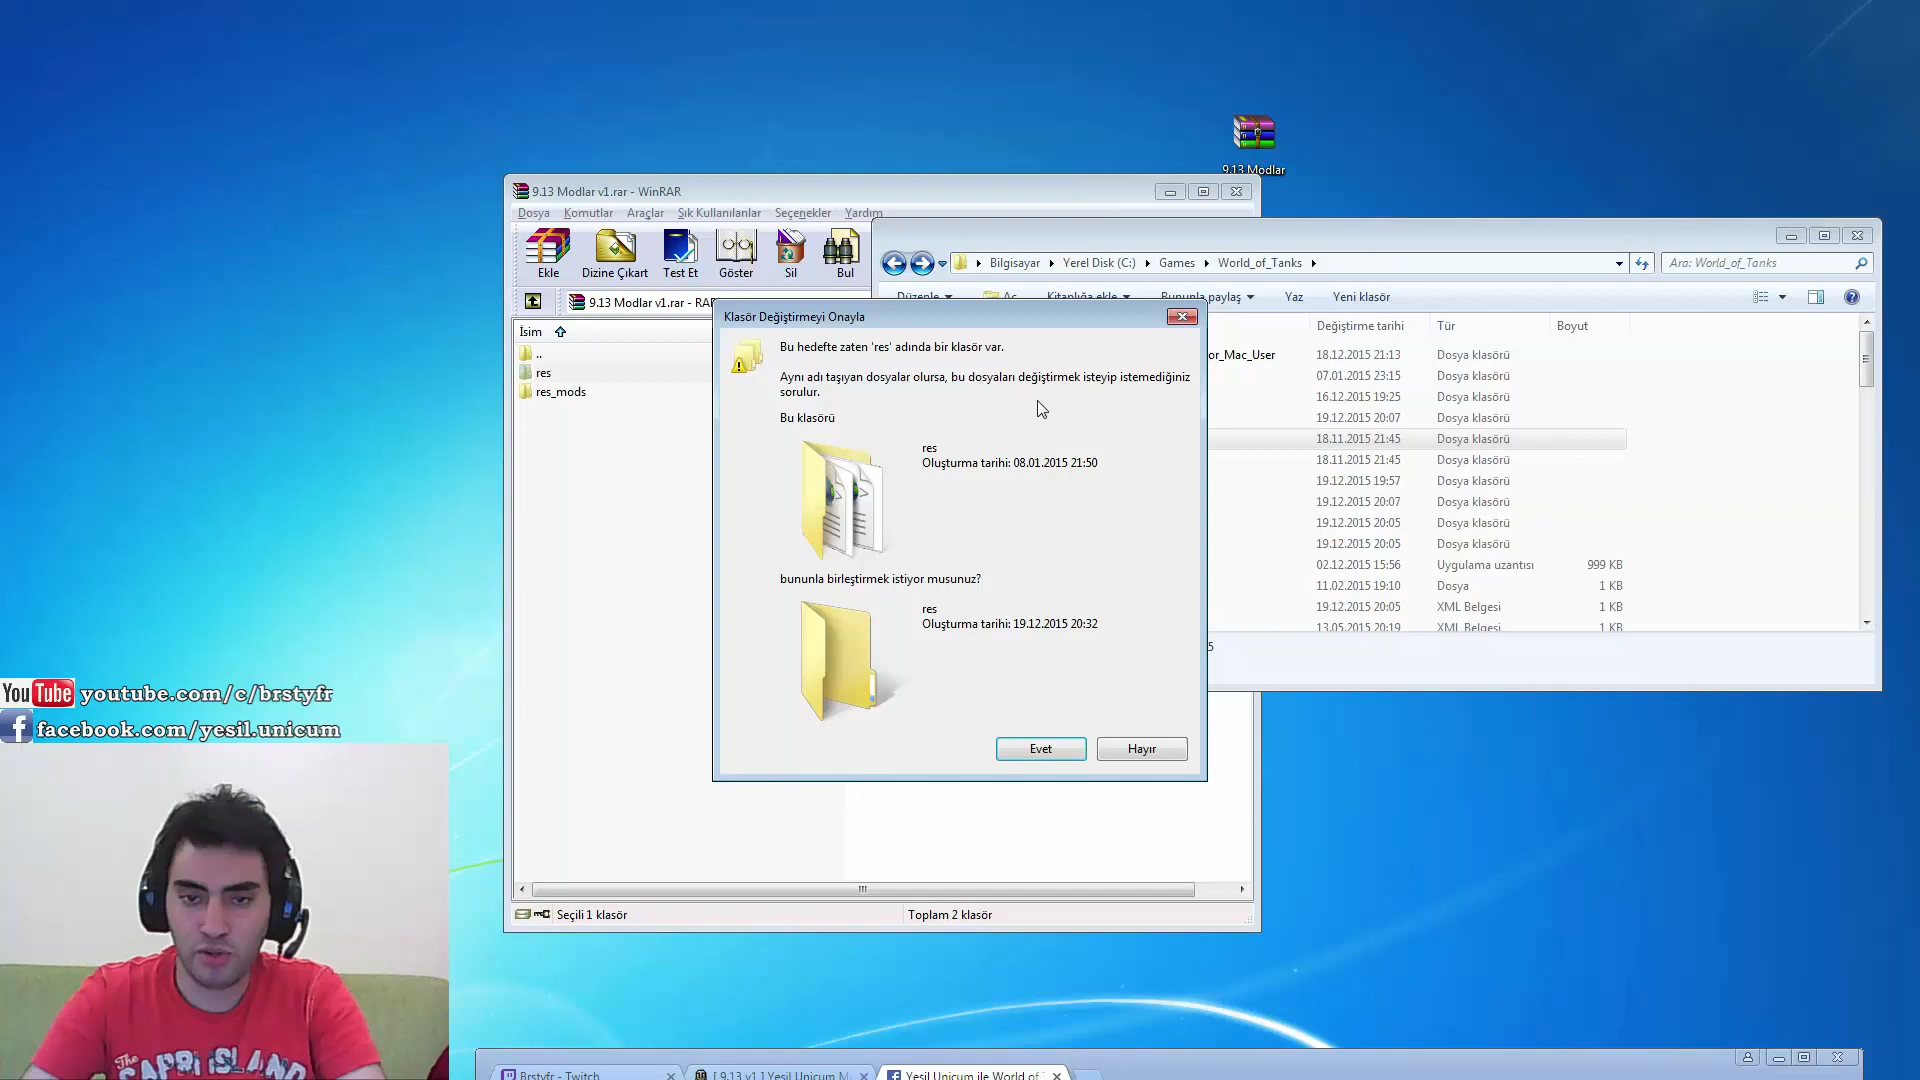 9.13 Modlar
9.13 Modlar v1.rar - WinRAR
Dosya Komutlar Araçlar Sık Kullanılanlar Seçenekler Yardım
Ekle Dizine Çıkart Test Et Göster Sil Bul
9.13 Modlar v1.rar - RA
İsim
..
res
res_mods
Seçili 1 klasör
Toplam 2 klasör
Bilgisayar Yerel Disk (C:) Games World_of_Tanks
Ara: World_of_Tanks
Düzenle Aç Kitaplığa ekle Bununla paylaş Yaz Yeni klasör
Değiştirme tarihi Tür Boyut
or_Mac_User 18.12.2015 21:13 Dosya klasörü
07.01.2015 23:15 Dosya klasörü
16.12.2015 19:25 Dosya klasörü
19.12.2015 20:07 Dosya klasörü
18.11.2015 21:45 Dosya klasörü
18.11.2015 21:45 Dosya klasörü
19.12.2015 19:57 Dosya klasörü
19.12.2015 20:07 Dosya klasörü
19.12.2015 20:05 Dosya klasörü
19.12.2015 20:05 Dosya klasörü
02.12.2015 15:56 Uygulama uzantısı 999 KB
11.02.2015 19:10 Dosya 1 KB
19.12.2015 20:05 XML Belgesi 1 KB
13.05.2015 20:19 XML Belgesi 1 KB
5
Klasör Değiştirmeyi Onayla
Bu hedefte zaten 'res' adında bir klasör var.
Aynı adı taşıyan dosyalar olursa, bu dosyaları değiştirmek isteyip istemediğiniz
sorulur.
Bu klasörü
res
Oluşturma tarihi: 08.01.2015 21:50
bununla birleştirmek istiyor musunuz?
res
Oluşturma tarihi: 19.12.2015 20:32
Evet Hayır
YouTube youtube.com/c/brstyfr
f facebook.com/yesil.unicum
The
CAPRI ISLAND
Brstyfr - Twitch
[ 9.13 v1 ] Yesil Unicum M
Yesil Unicum ile World of T